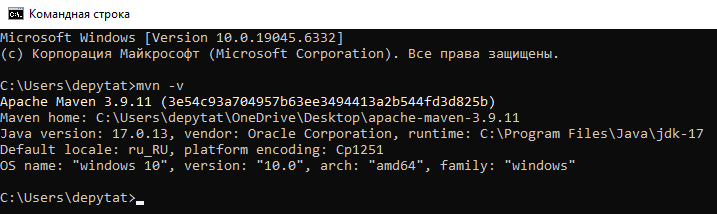 Командная строка
Microsoft Windows [Version 10.0.19045.6332]
(c) Корпорация Майкрософт (Microsoft Corporation). Все права защищены.
C:\Users\depytat>mvn -v
Apache Maven 3.9.11 (3e54c93a704957b63ee3494413a2b544fd3d825b)
Maven home: C:\Users\depytat\OneDrive\Desktop\apache-maven-3.9.11
Java version: 17.0.13, vendor: Oracle Corporation, runtime: C:\Program Files\Java\jdk-17
Default locale: ru_RU, platform encoding: Cp1251
OS name: "windows 10", version: "10.0", arch: "amd64", family: "windows"
C:\Users\depytat>